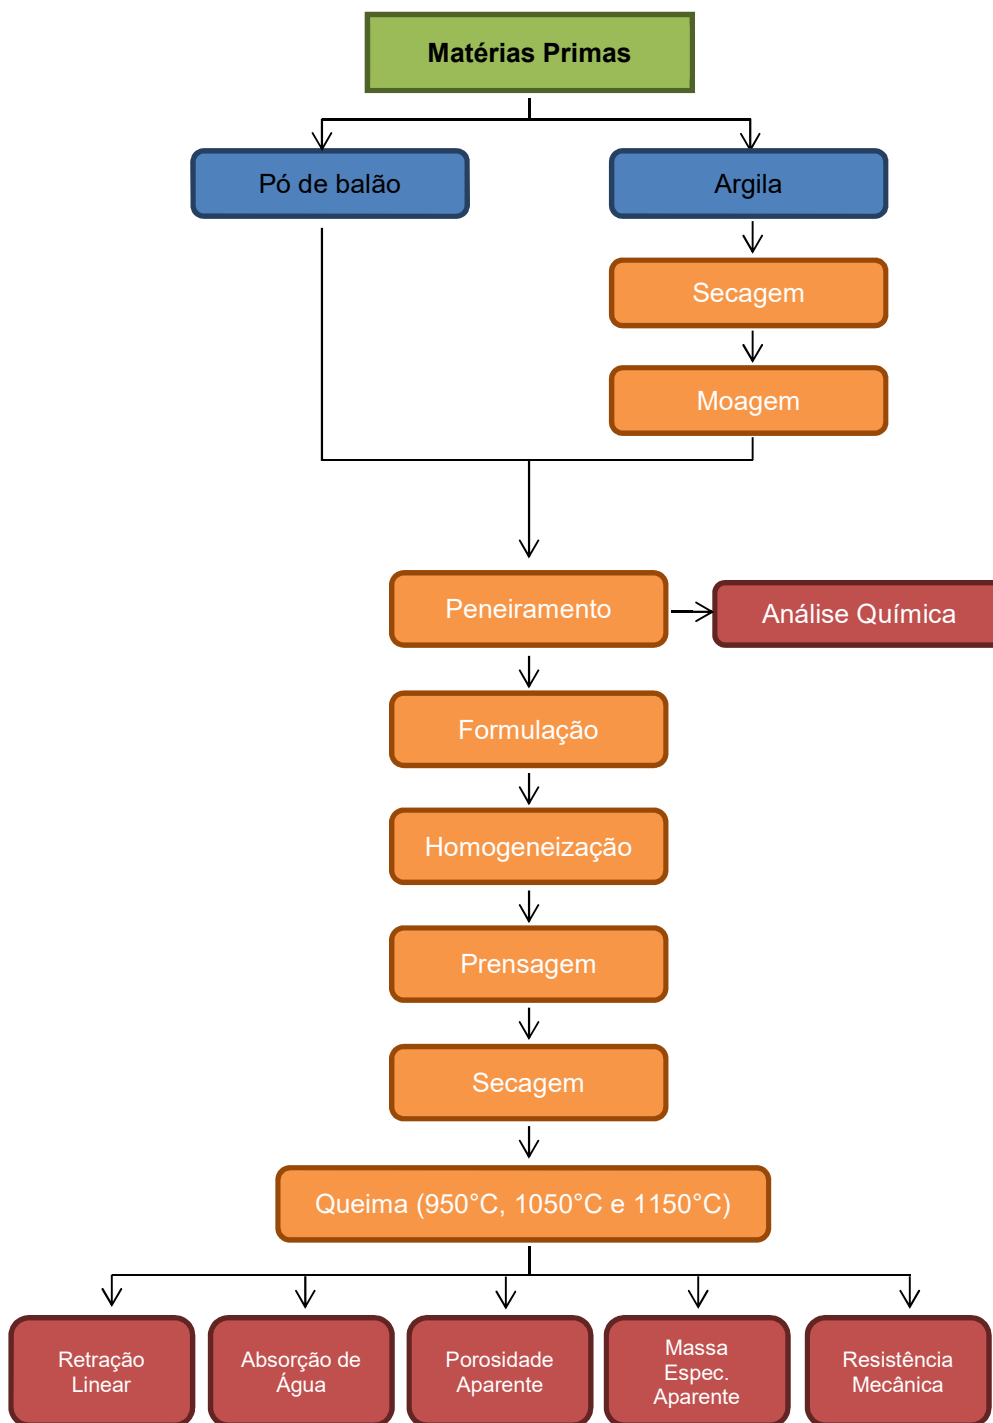 Matérias Primas
Pó de balão
Argila
Secagem
Moagem
Peneiramento
Análise Química
Formulação
Homogeneização
Prensagem
Secagem
Queima (950°C, 1050°C e 1150°C)
Retração
Linear
Absorção de
Água
Porosidade
Aparente
Massa
Espec.
Aparente
Resistência
Mecânica